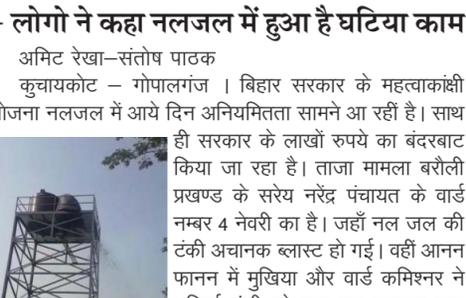 - लोगो ने कहा नलजल में हुआ है घटिया काम
अमिट रेखा–संतोष पाठक
कुचायकोट – गोपालगंज । बिहार सरकार के महत्वाकांक्षी
योजना नलजल में आये दिन अनियमितता सामने आ रहीं है। साथ
ही सरकार के लाखों रुपये का बंदरबाट
किया जा रहा है। ताजा मामला बरौली
प्रखण्ड के सरेय नरेंद्र पंचायत के वार्ड
नम्बर 4 नेवरी का है। जहाँ नल जल की
टंकी अचानक ब्लास्ट हो गई। वहीं आनन
फानन में मुखिया और वार्ड कमिश्नर ने